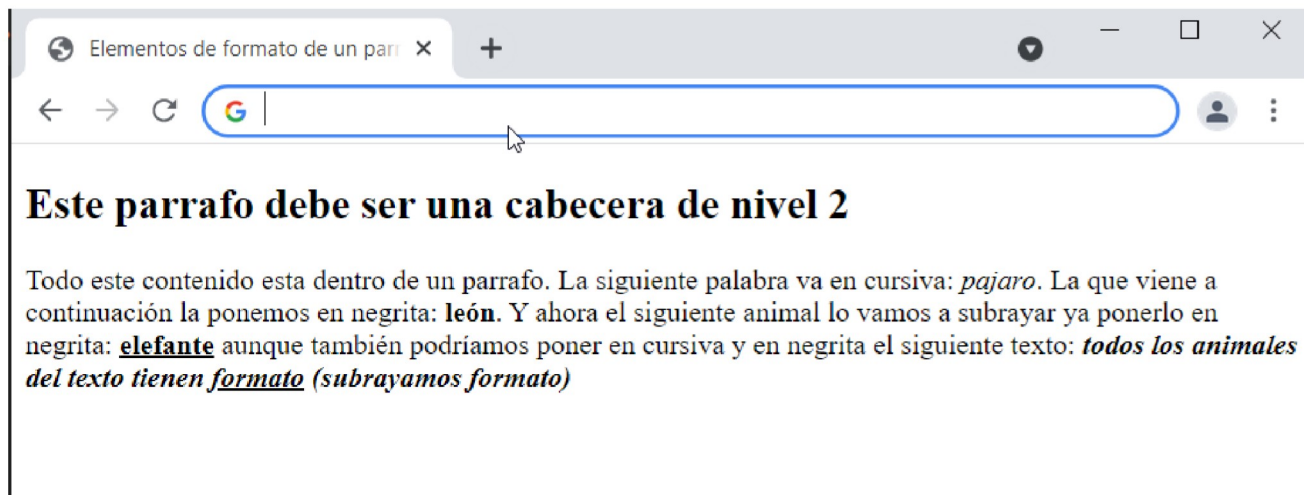 Elementos de formato de un parr
Este parrafo debe ser una cabecera de nivel 2
Todo este contenido esta dentro de un parrafo. La siguiente palabra va en cursiva: pajaro. La que viene a
continuación la ponemos en negrita: león. Y ahora el siguiente animal lo vamos a subrayar ya ponerlo en
negrita: elefante aunque también podríamos poner en cursiva y en negrita el siguiente texto: todos los animales
del texto tienen formato (subrayamos formato)